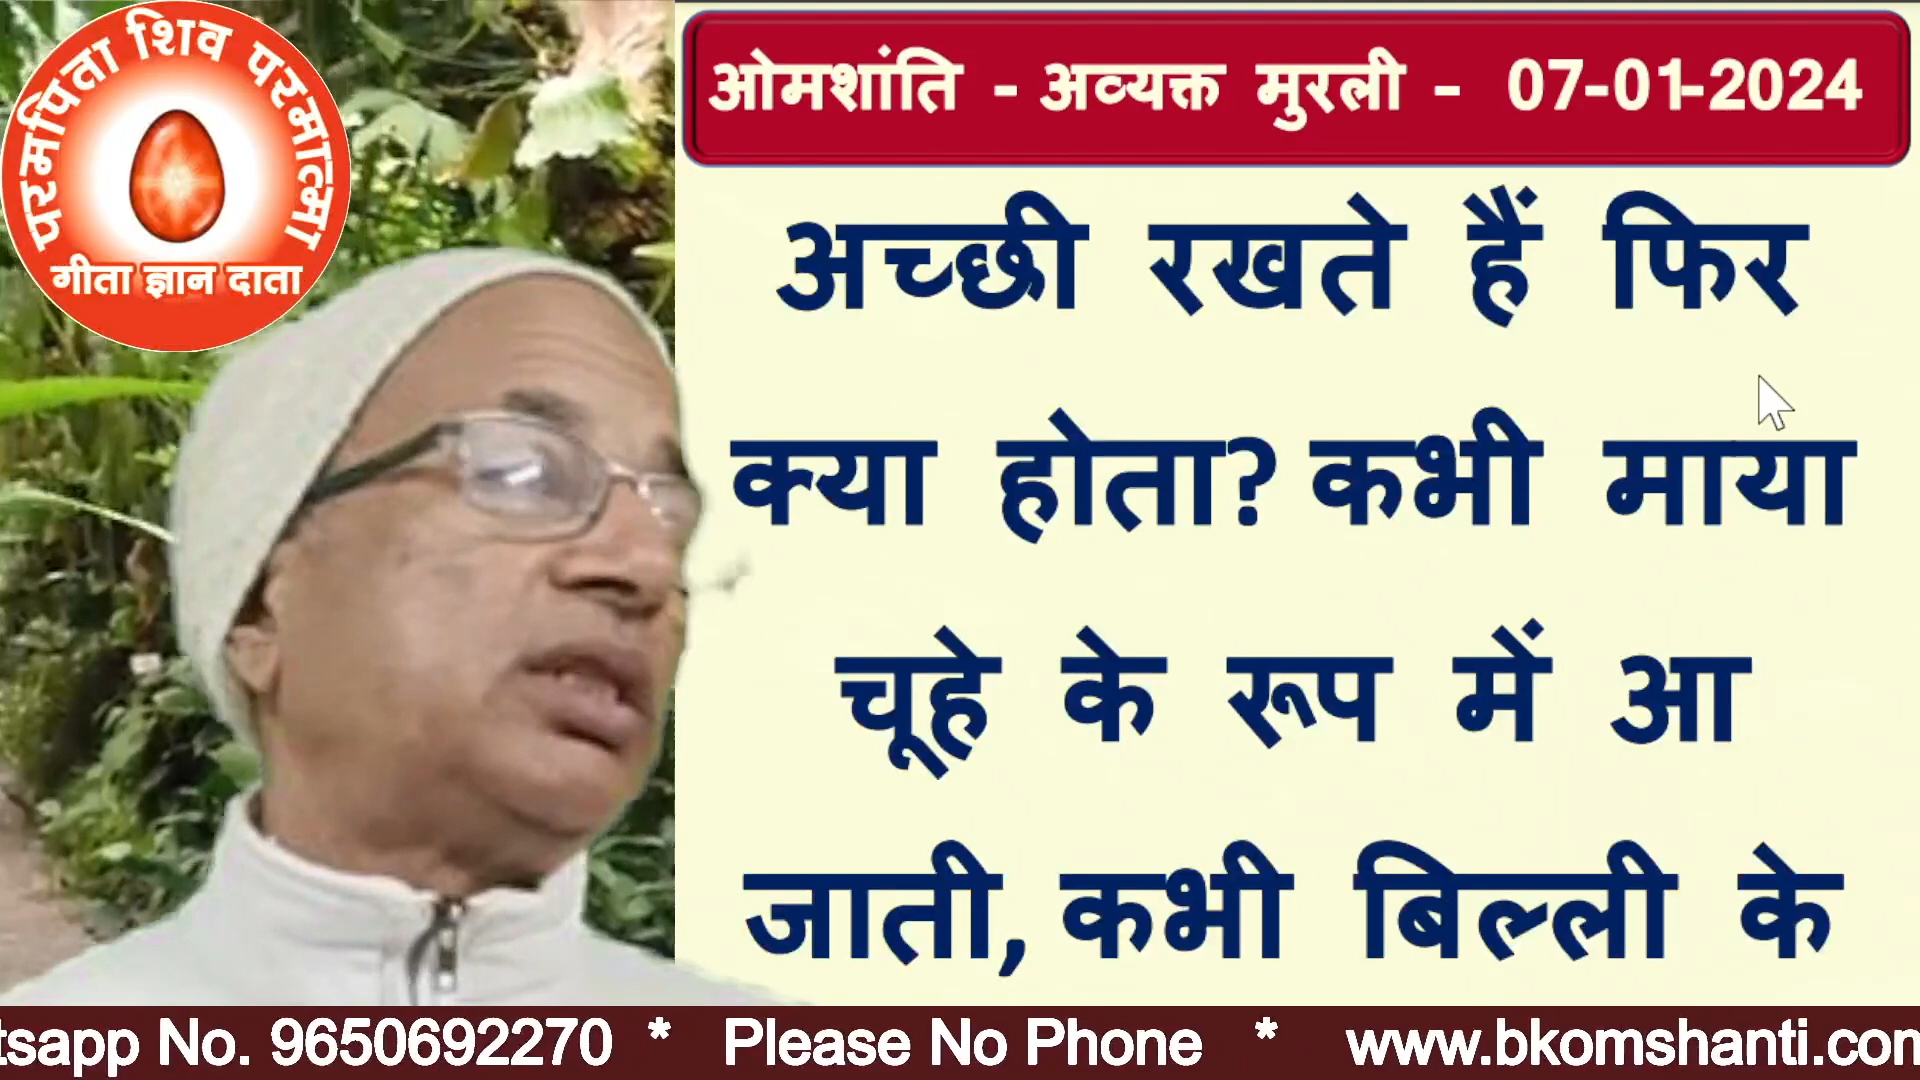 परमपिता शिव परमात्मा
गीता ज्ञान दाता
ओमशांति - अव्यक्त मुरली - 07-01-2024
अच्छी रखते हैं फिर
क्या होता? कभी माया
चूहे के रूप में आ
जाती, कभी बिल्ली के
tsapp No. 9650692270 * Please No Phone * www.bkomshanti.com